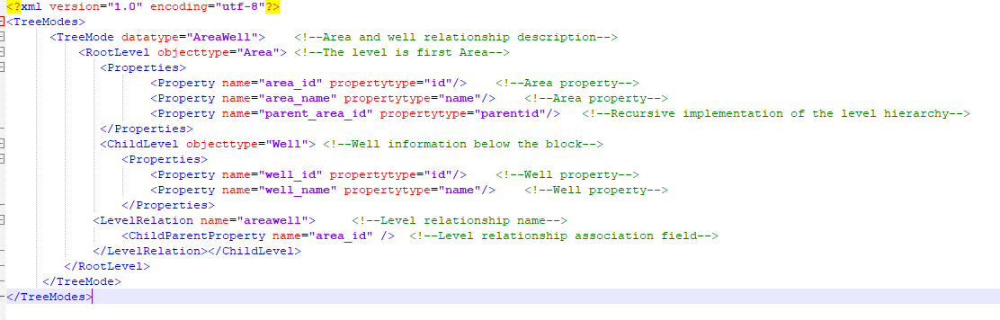 <?xml version="1.0" encoding="utf-8"?>
<TreeModes>
<TreeMode datatype="AreaWell"> <!--Area and well relationship description-->
<RootLevel objecttype="Area"> <!--The level is first Area-->
<Properties>
<Property name="area_id" propertytype="id"/> <!--Area property-->
<Property name="area_name" propertytype="name"/> <!--Area property-->
<Property name="parent_area_id" propertytype="parentid"/> <!--Recursive implementation of the level hierarchy-->
</Properties>
<ChildLevel objecttype="Well"> <!--Well information below the block-->
<Properties>
<Property name="well_id" propertytype="id"/> <!--Well property-->
<Property name="well_name" propertytype="name"/> <!--Well property-->
</Properties>
<LevelRelation name="areawell"> <!--Level relationship name-->
<ChildParentProperty name="area_id" /> <!--Level relationship association field-->
</LevelRelation></ChildLevel>
</RootLevel>
</TreeMode>
</TreeModes>